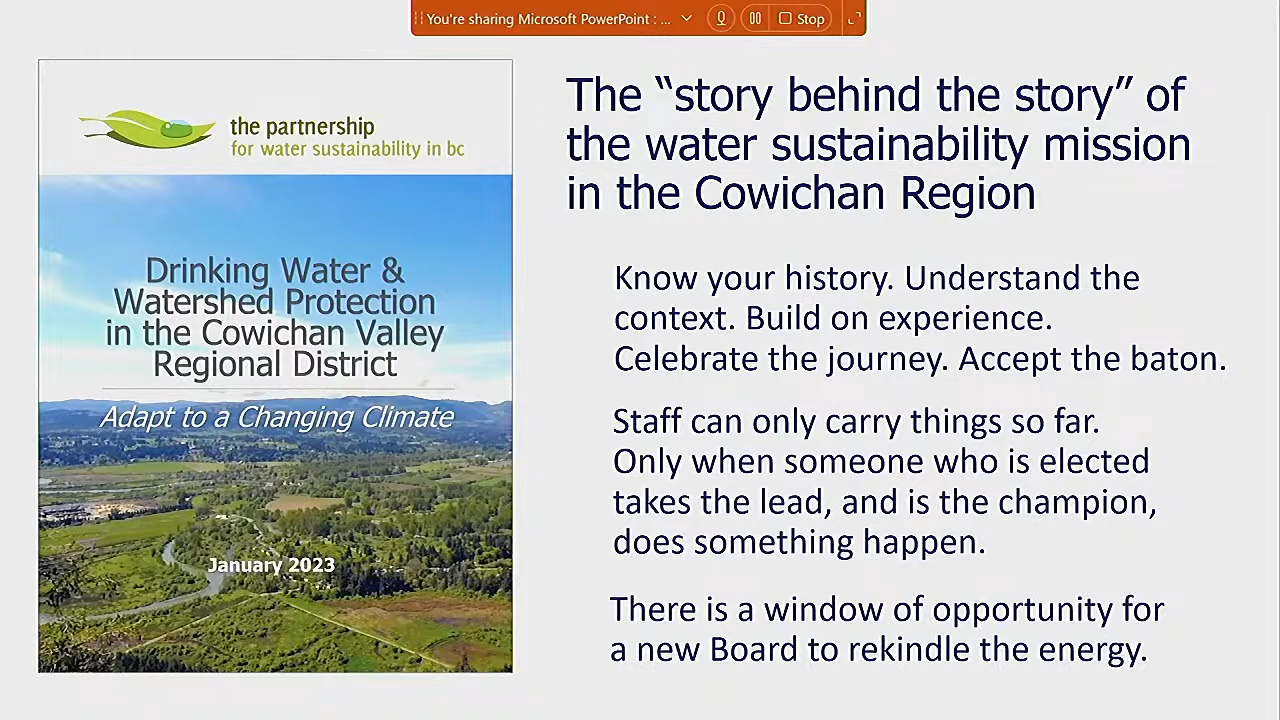 You're sharing Microsoft PowerPoint : ...
Stop
the partnership
for water sustainability in bc
Drinking Water &
Watershed Protection
in the Cowichan Valley
Regional District
Adapt to a Changing Climate
January 2023
The “story behind the story” of
the water sustainability mission
in the Cowichan Region
Know your history. Understand the
context. Build on experience.
Celebrate the journey. Accept the baton.
Staff can only carry things so far.
Only when someone who is elected
takes the lead, and is the champion,
does something happen.
There is a window of opportunity for
a new Board to rekindle the energy.